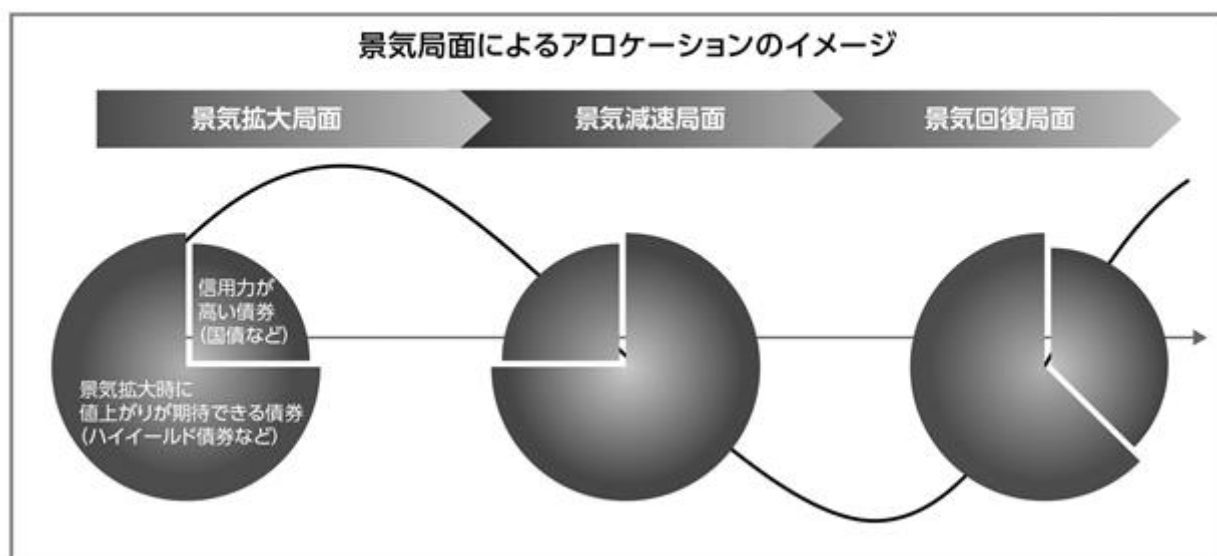 景気局面によるアロケーションのイメージ
景気拡大局面
景気減速局面
景気回復局面
信用力が
高い債券
(国債など)
景気拡大時に
値上がりが期待できる債券
(ハイイールド債券など)